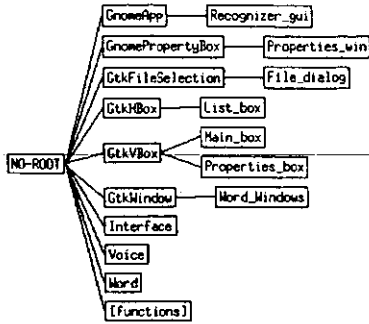 GnomeApp Recognizer_gui
GnomePropertyBox Properties_win
GtkFileSelection File_dialog
GtkHBox List_box
Main_box
GtkVBox
NO-ROOT
Properties_box
GtkWindow Word_Windows
Interface
Voice
Word
[functions]